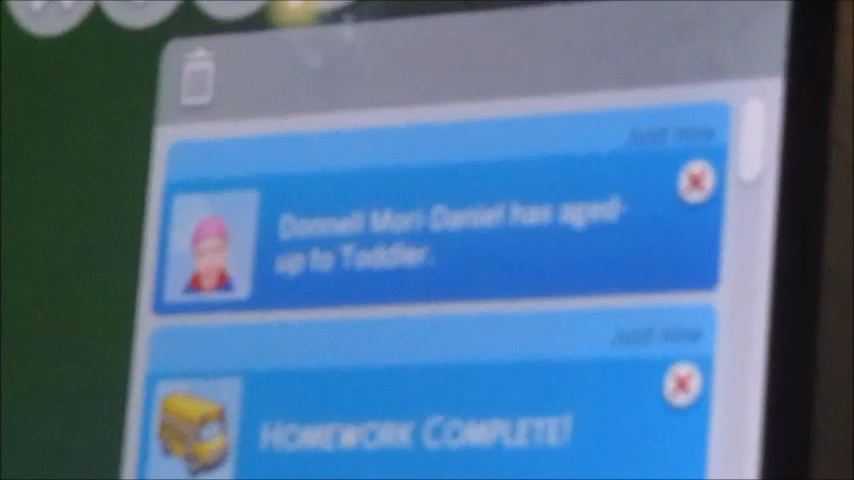 Just now
Donnell Mori-Daniel has aged-
up to Toddler.
Just now
HOMEWORK COMPLETE!